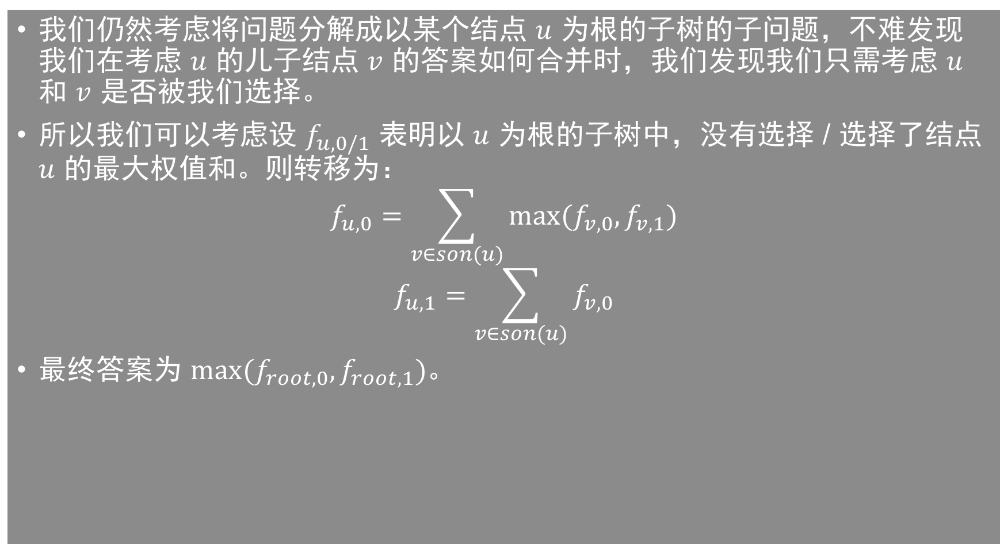 • 我们仍然考虑将问题分解成以某个结点 u 为根的子树的子问题，不难发现
我们在考虑 u 的儿子结点 v 的答案如何合并时，我们发现我们只需考虑 u
和 v 是否被我们选择。
• 所以我们可以考虑设 f_{u,0/1} 表明以 u 为根的子树中，没有选择 / 选择了结点
u 的最大权值和。则转移为：
f_{u,0} = ∑_{v∈son(u)} max(f_{v,0}, f_{v,1})
f_{u,1} = ∑_{v∈son(u)} f_{v,0}
• 最终答案为 max(f_{root,0}, f_{root,1})。